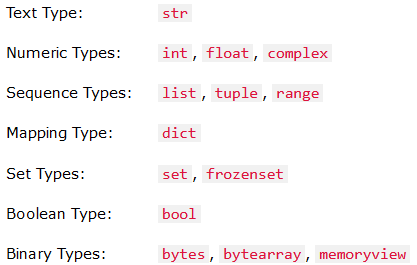 Text Type: str
Numeric Types: int, float, complex
Sequence Types: list, tuple, range
Mapping Type: dict
Set Types: set, frozenset
Boolean Type: bool
Binary Types: bytes, bytearray, memoryview